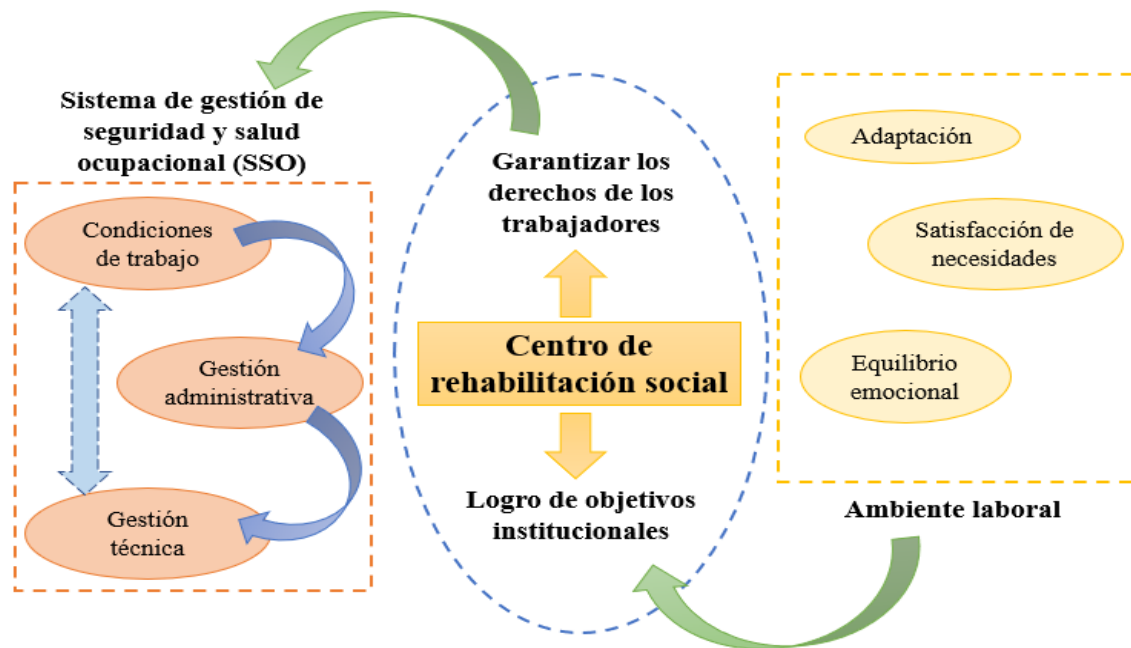 Sistema de gestión de
seguridad y salud
ocupacional (SSO)
Condiciones
de trabajo
Gestión
administrativa
Gestión
técnica
Garantizar los
derechos de los
trabajadores
Centro de
rehabilitación social
Logro de objetivos
institucionales
Adaptación
Satisfacción de
necesidades
Equilibrio
emocional
Ambiente laboral